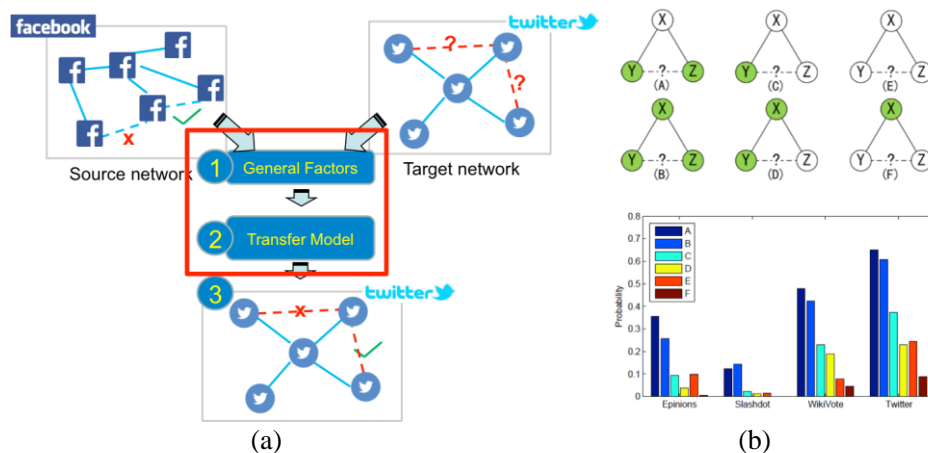 facebook
twitter
?
?
x
Source network
Target network
1
General Factors
2
Transfer Model
3
twitter
x
(a)
X
X
X
Y
?
Z
Y
?
Z
Y
?
Z
(A)
(C)
(E)
X
X
X
Y
?
Z
Y
?
Z
Y
?
Z
(B)
(D)
(F)
0.8
0.7
0.6
0.5
0.4
0.3
0.2
0.1
0
Probability
A
B
C
D
E
F
Epinions
Slashdot
WikiVote
Twitter
(b)